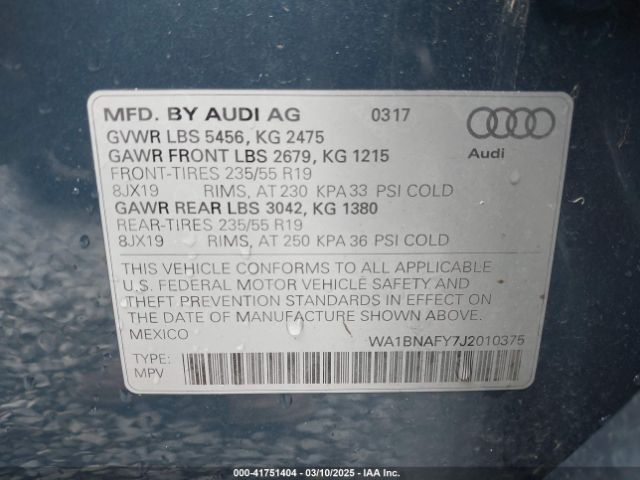 MFD. BY AUDI AG 0317
GVWR LBS 5456, KG 2475
GAWR FRONT LBS 2679, KG 1215
FRONT-TIRES 235/55 R19
8JX19 RIMS, AT 230 KPA 33 PSI COLD
GAWR REAR LBS 3042, KG 1380
REAR-TIRES 235/55 R19
8JX19 RIMS, AT 250 KPA 36 PSI COLD
Audi
THIS VEHICLE CONFORMS TO ALL APPLICABLE
U.S. FEDERAL MOTOR VEHICLE SAFETY AND
THEFT PREVENTION STANDARDS IN EFFECT ON
THE DATE OF MANUFACTURE SHOWN ABOVE.
MEXICO WA1BNAFY7J2010375
TYPE:
MPV
000-41751404 — 03/10/2025 — IAA Inc.